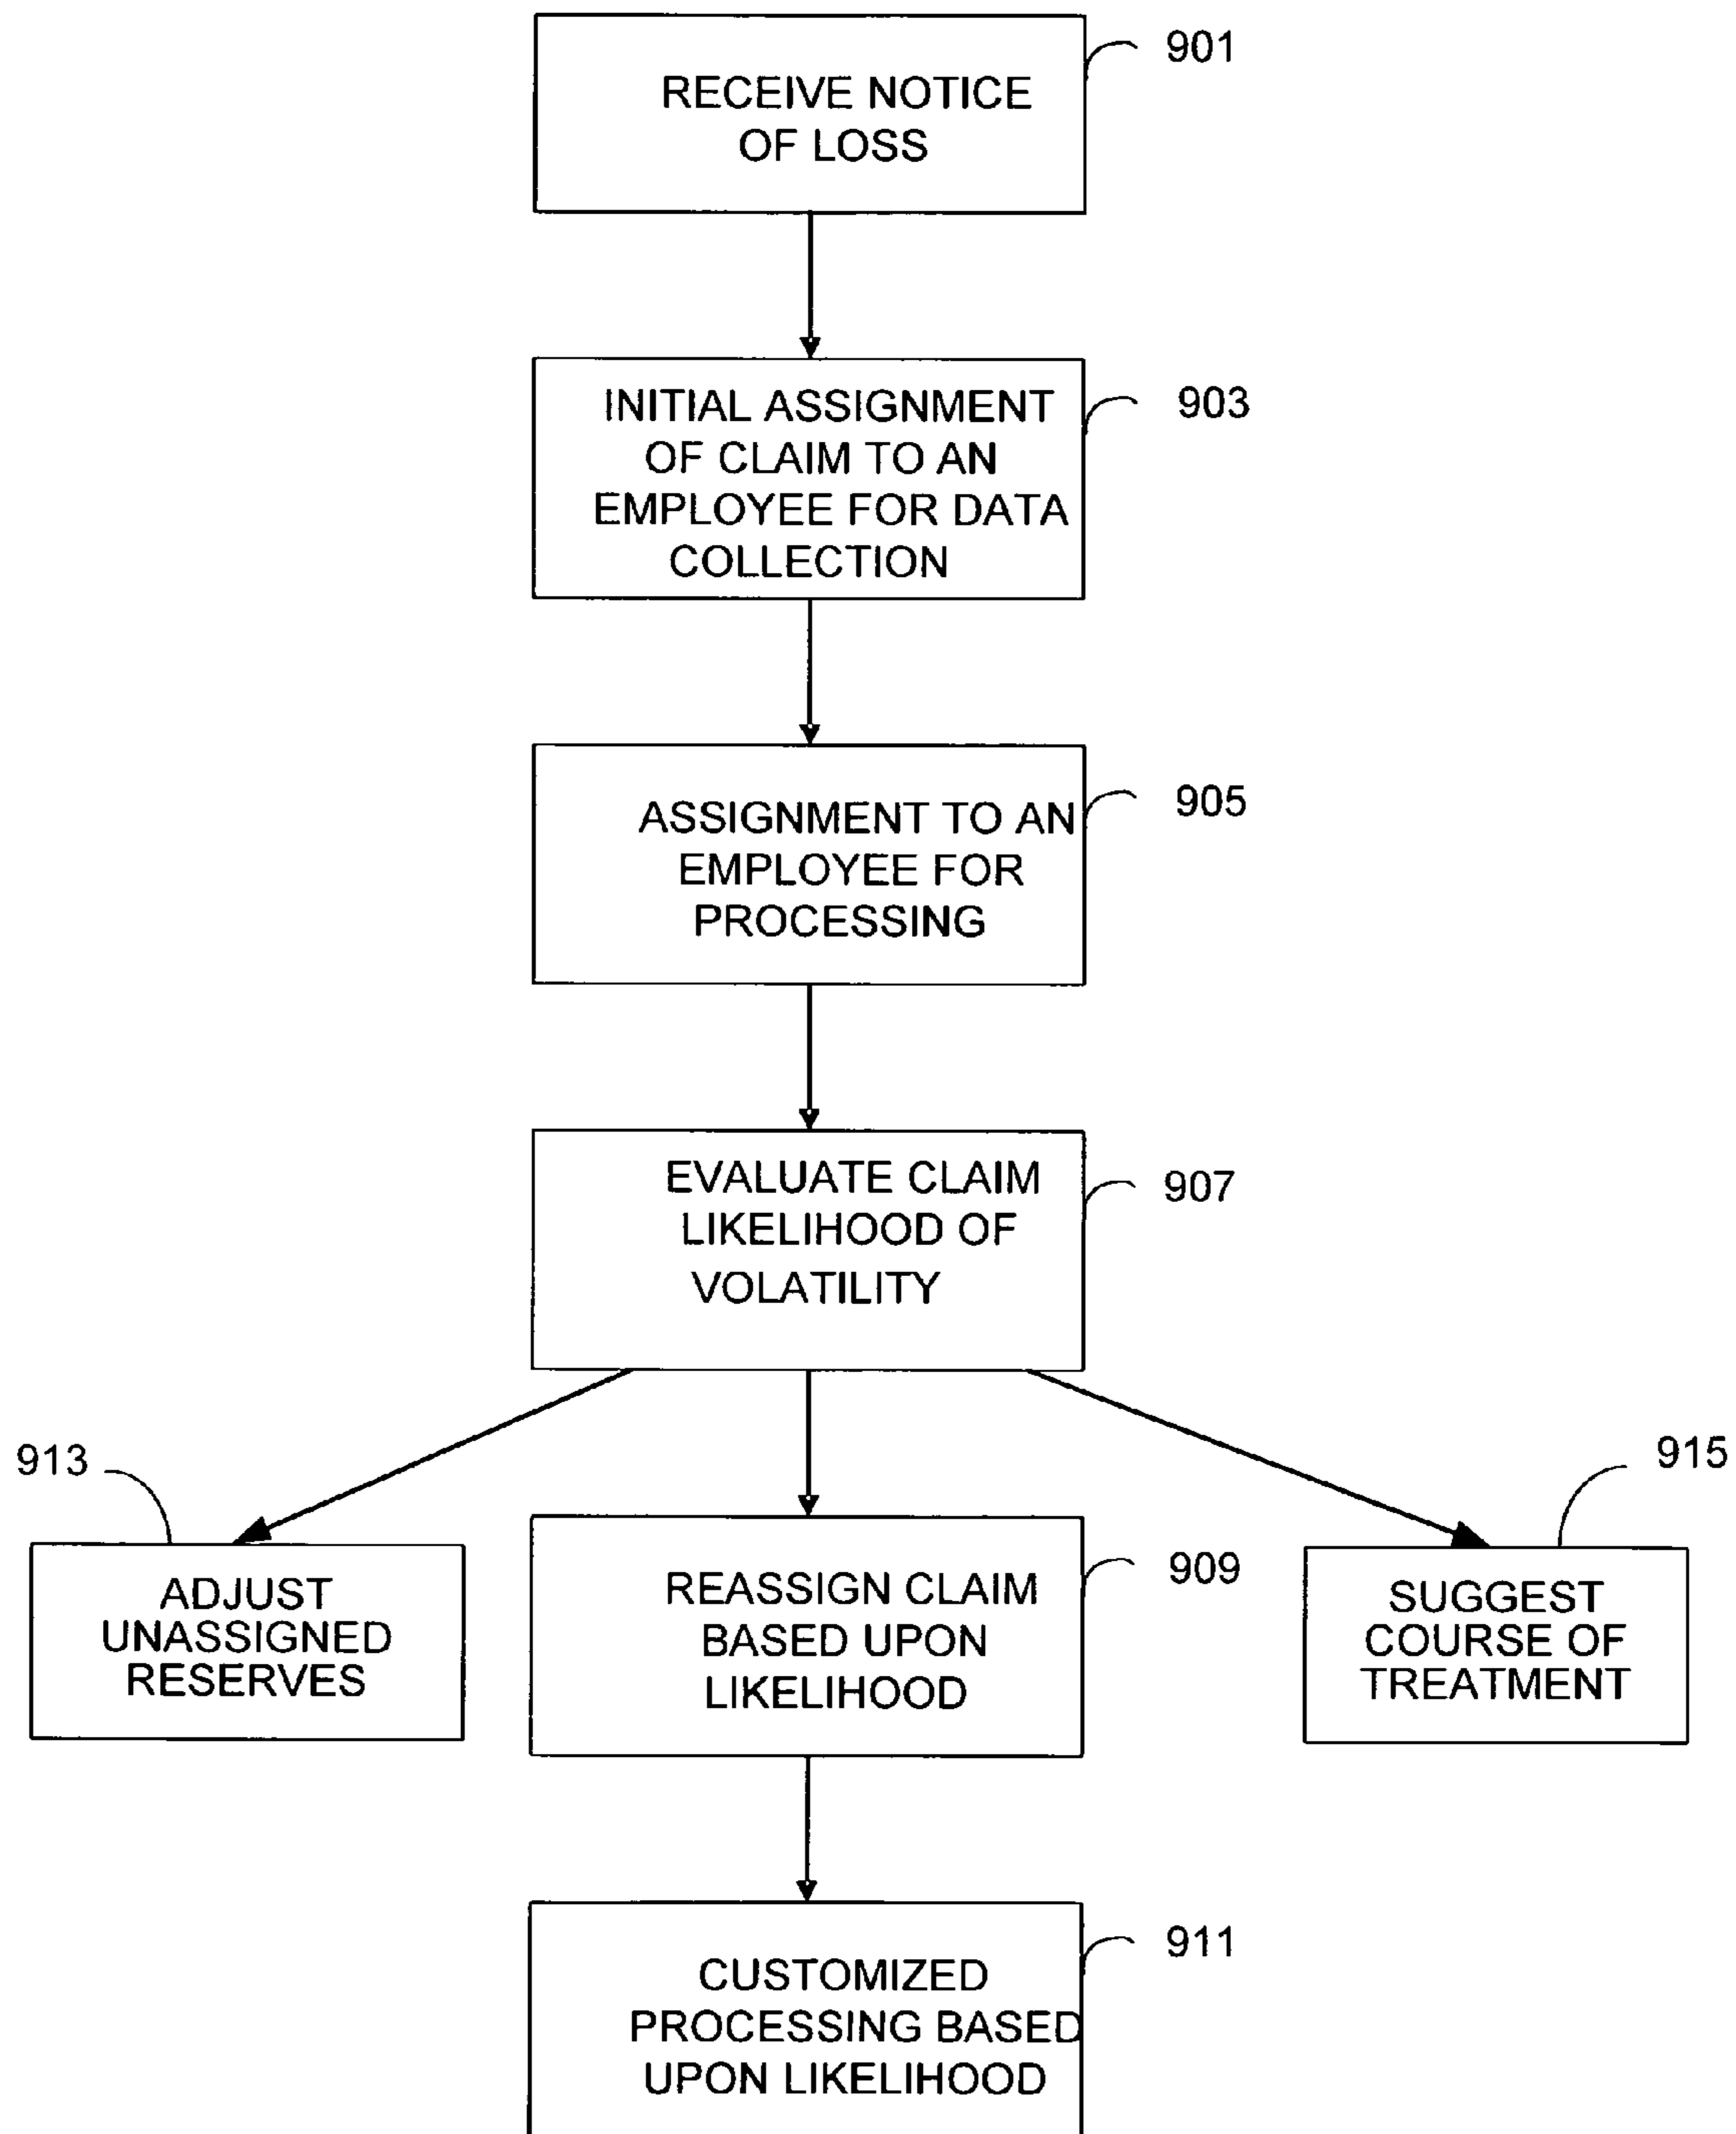 RECEIVE NOTICE
OF LOSS
901
INITIAL ASSIGNMENT
OF CLAIM TO AN
EMPLOYEE FOR DATA
COLLECTION
903
ASSIGNMENT TO AN
EMPLOYEE FOR
PROCESSING
905
EVALUATE CLAIM
LIKELIHOOD OF
VOLATILITY
907
913
ADJUST
UNASSIGNED
RESERVES
REASSIGN CLAIM
BASED UPON
LIKELIHOOD
909
915
SUGGEST
COURSE OF
TREATMENT
CUSTOMIZED
PROCESSING BASED
UPON LIKELIHOOD
911